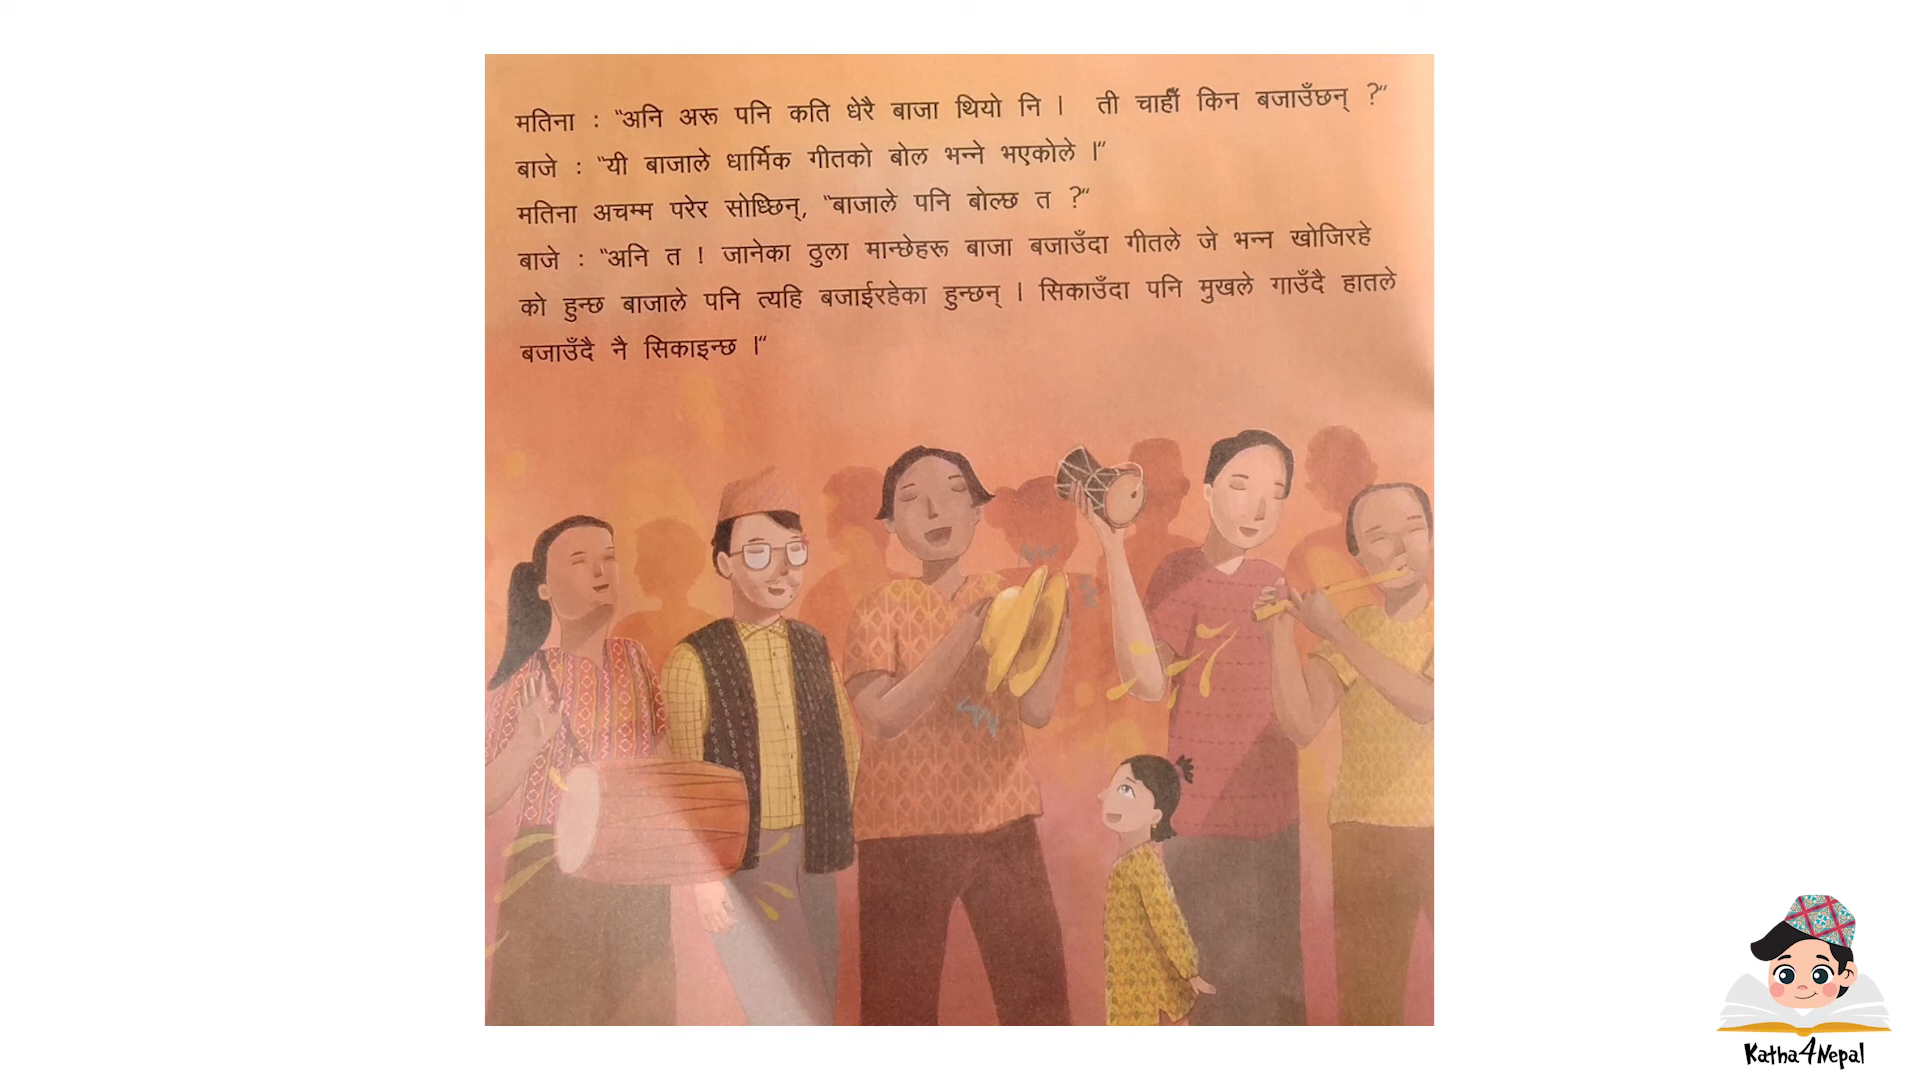 मतिना : “अनि अरू पनि कति धेरै बाजा थियो नि । ती चाहीँ किन बजाउँछन् ?“
बाजे : “यी बाजाले धार्मिक गीतको बोल भन्ने भएकोले ।“
मतिना अचम्म परेर सोध्छिन्, “बाजाले पनि बोल्छ त ?“
बाजे : “अनि त ! जानेका ठुला मान्छेहरू बाजा बजाउँदा गीतले जे भन्न खोजिरहे
को हुन्छ बाजाले पनि त्यहि बजाईरहेका हुन्छन् । सिकाउँदा पनि मुखले गाउँदै हातले
बजाउँदै नै सिकाइन्छ ।“
Katha4Nepal